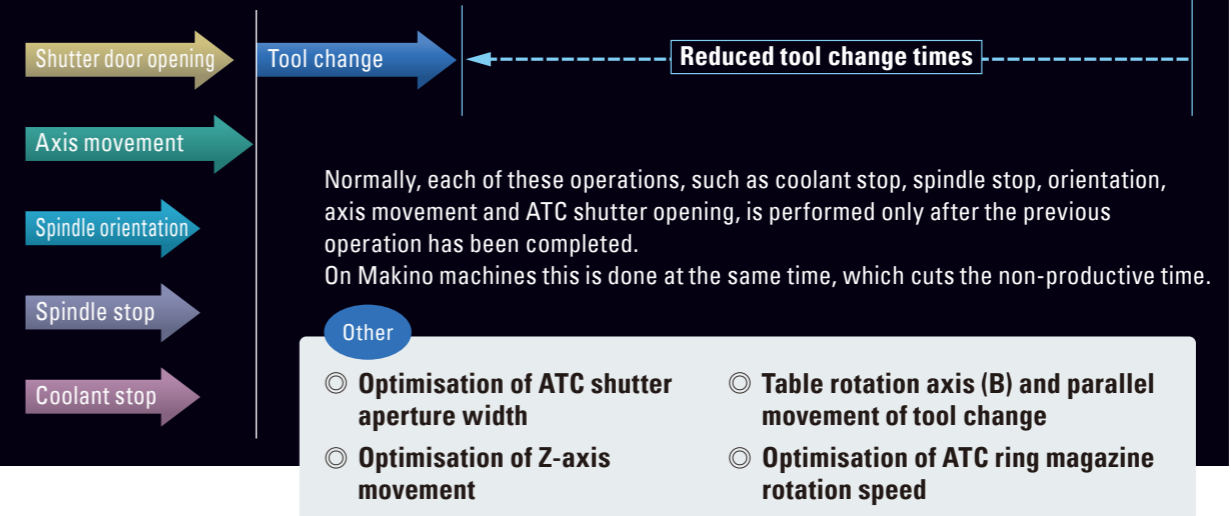 Shutter door opening
Tool change
Reduced tool change times
Axis movement
Spindle orientation
Spindle stop
Coolant stop
Normally, each of these operations, such as coolant stop, spindle stop, orientation,
axis movement and ATC shutter opening, is performed only after the previous
operation has been completed.
On Makino machines this is done at the same time, which cuts the non-productive time.
Other
◎ Optimisation of ATC shutter
aperture width
◎ Optimisation of Z-axis
movement
◎ Table rotation axis (B) and parallel
movement of tool change
◎ Optimisation of ATC ring magazine
rotation speed